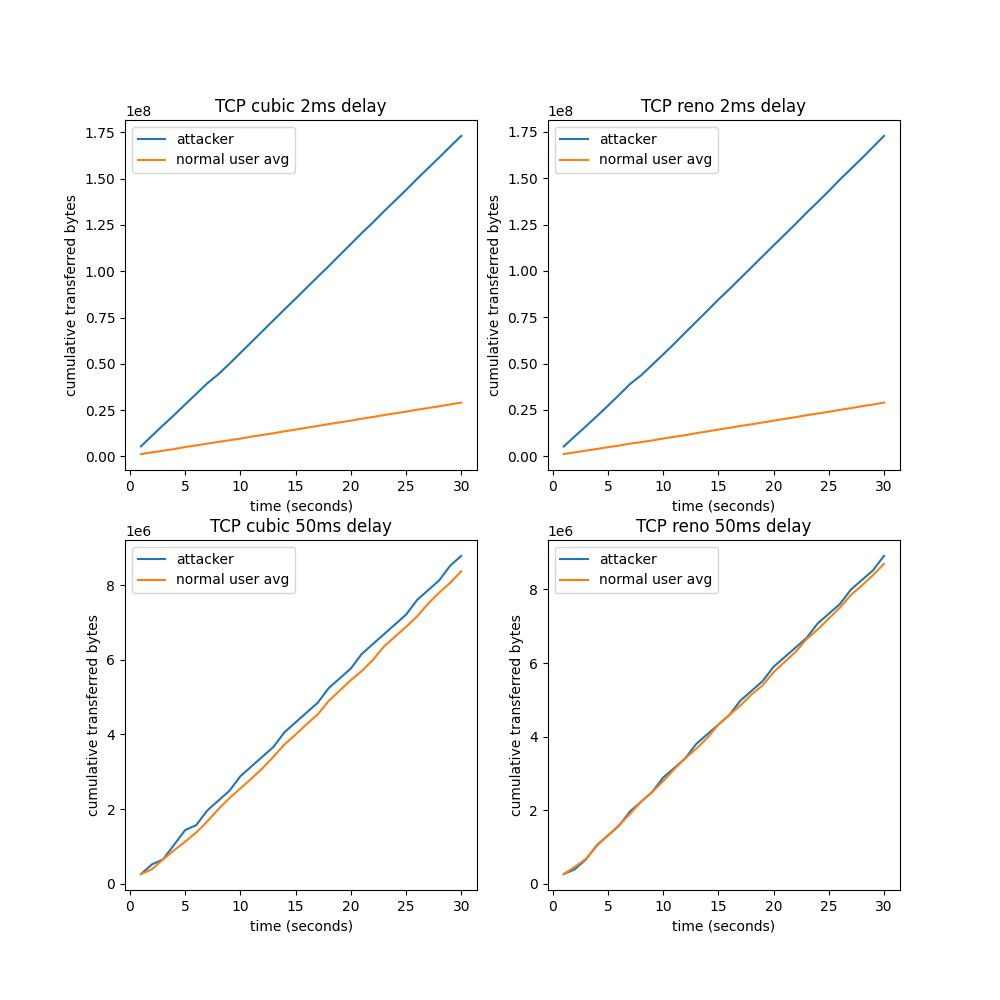 TCP cubic 2ms delay
1e8
attacker
normal user avg
cumulative transferred bytes
1.75
1.50
1.25
1.00
0.75
0.50
0.25
0.00
0 5 10 15 20 25 30
time (seconds)
TCP reno 2ms delay
1e8
attacker
normal user avg
cumulative transferred bytes
1.75
1.50
1.25
1.00
0.75
0.50
0.25
0.00
0 5 10 15 20 25 30
time (seconds)
TCP cubic 50ms delay
1e6
attacker
normal user avg
cumulative transferred bytes
8
6
4
2
0
0 5 10 15 20 25 30
time (seconds)
TCP reno 50ms delay
1e6
attacker
normal user avg
cumulative transferred bytes
8
6
4
2
0
0 5 10 15 20 25 30
time (seconds)